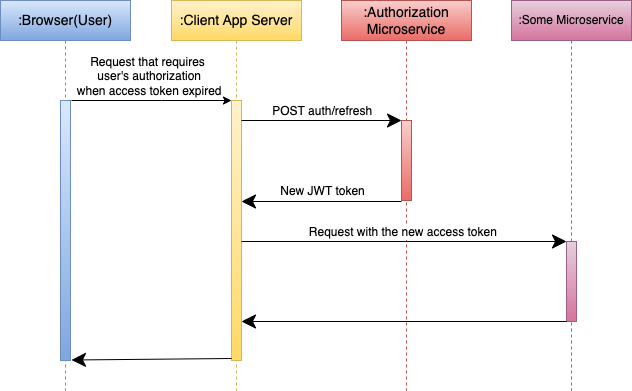 :Browser(User)
:Client App Server
:Authorization
Microservice
:Some Microservice
Request that requires
user's authorization
when access token expired
POST auth/refresh
New JWT token
Request with the new access token